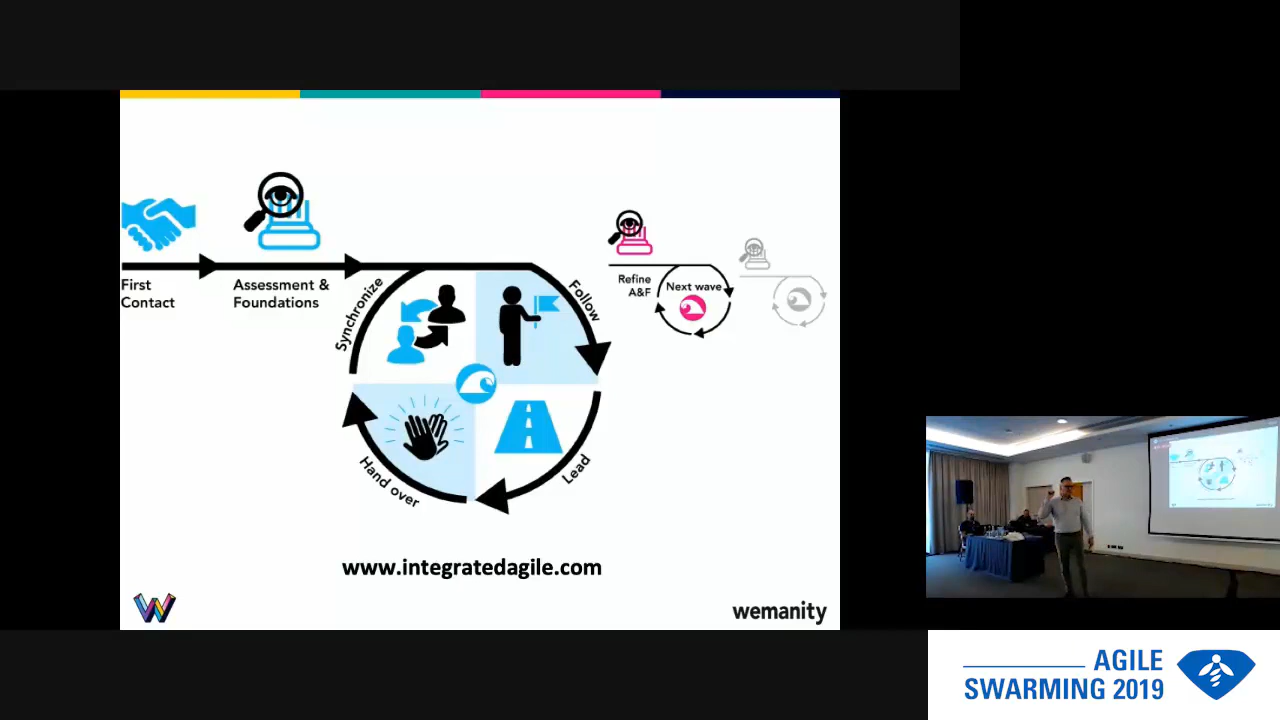 First
Contact
Assessment &
Foundations
Synchronize
Follow
Lead
Hand over
Refine
A&F
Next wave
www.integratedagile.com
wemanity
AGILE
SWARMING 2019